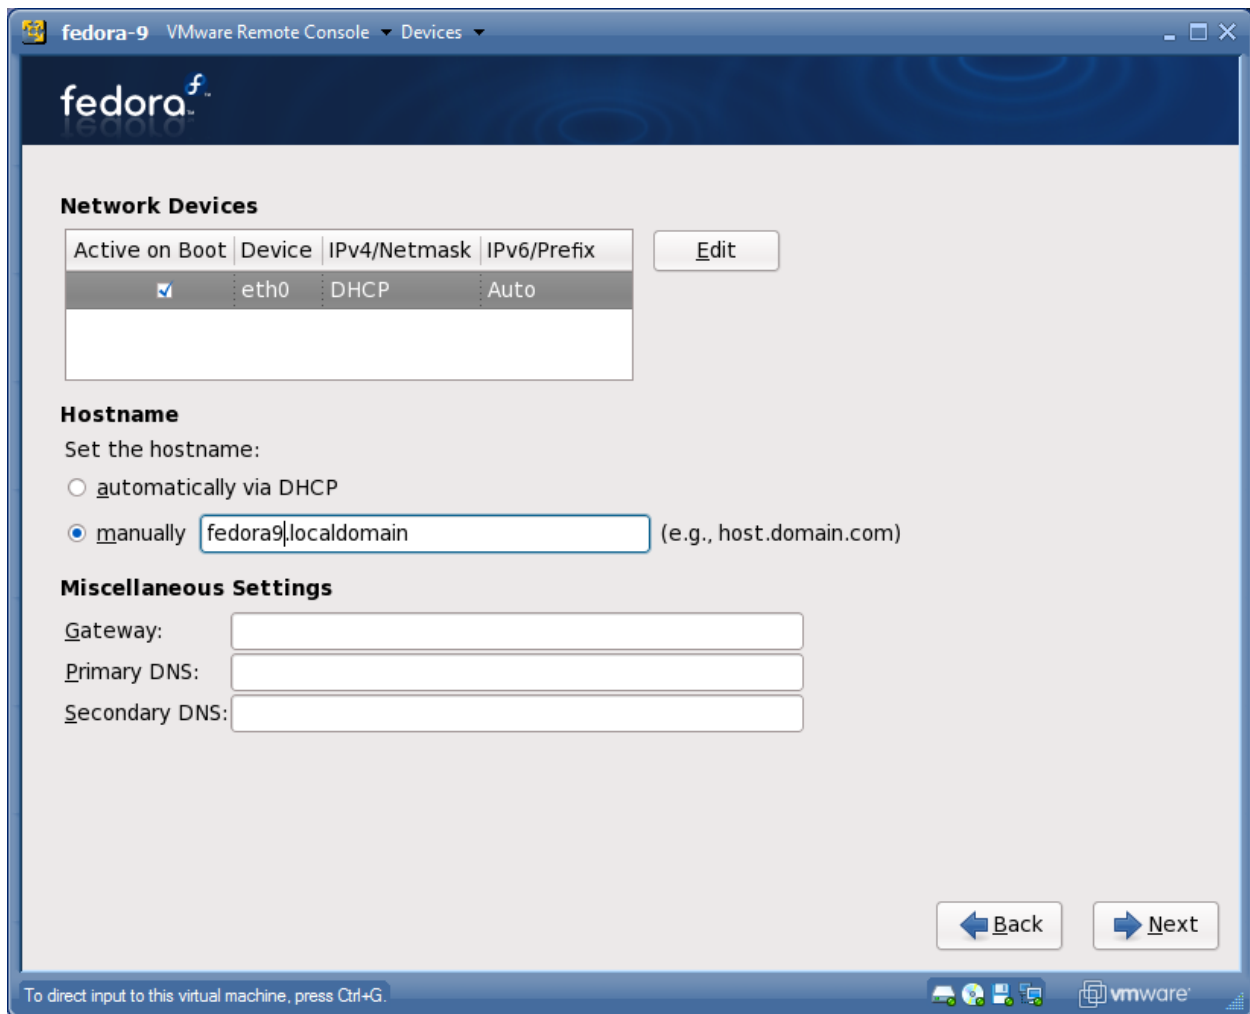 fedora-9 VMware Remote Console Devices
fedora
Network Devices
Active on Boot Device IPv4/Netmask IPv6/Prefix Edit
eth0 DHCP Auto
Hostname
Set the hostname:
automatically via DHCP
manually fedora9.localdomain (e.g., host.domain.com)
Miscellaneous Settings
Gateway:
Primary DNS:
Secondary DNS:
Back Next
To direct input to this virtual machine, press Ctrl+G. vmware